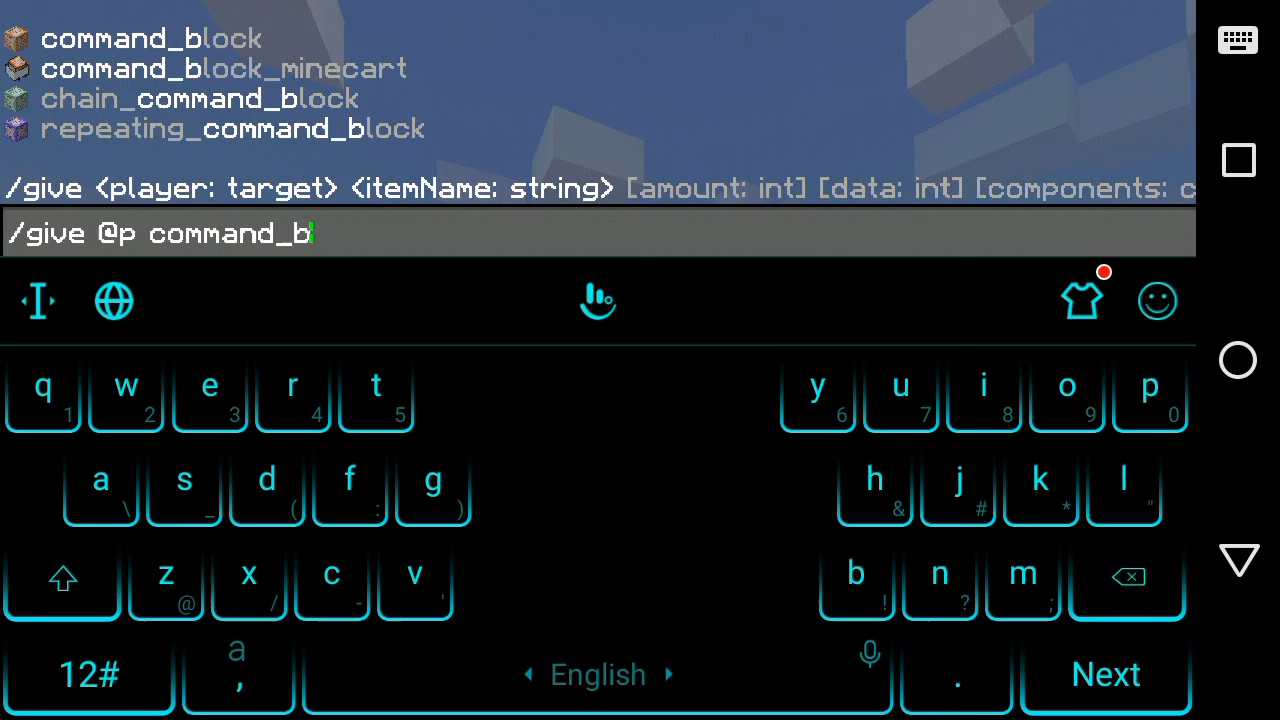 command_block
command_block_minecart
chain_command_block
repeating_command_block
/give <player: target> <itemName: string> [amount: int] [data: int] [components: c
/give @p command_b
q 1 w 2 e 3 r 4 t 5 y 6 u 7 i 8 o 9 p 0
a \ s _ d ( f : g ) h & j # k * l "
z @ x / c - v ' b ! n ? m ;
12# a , English . Next